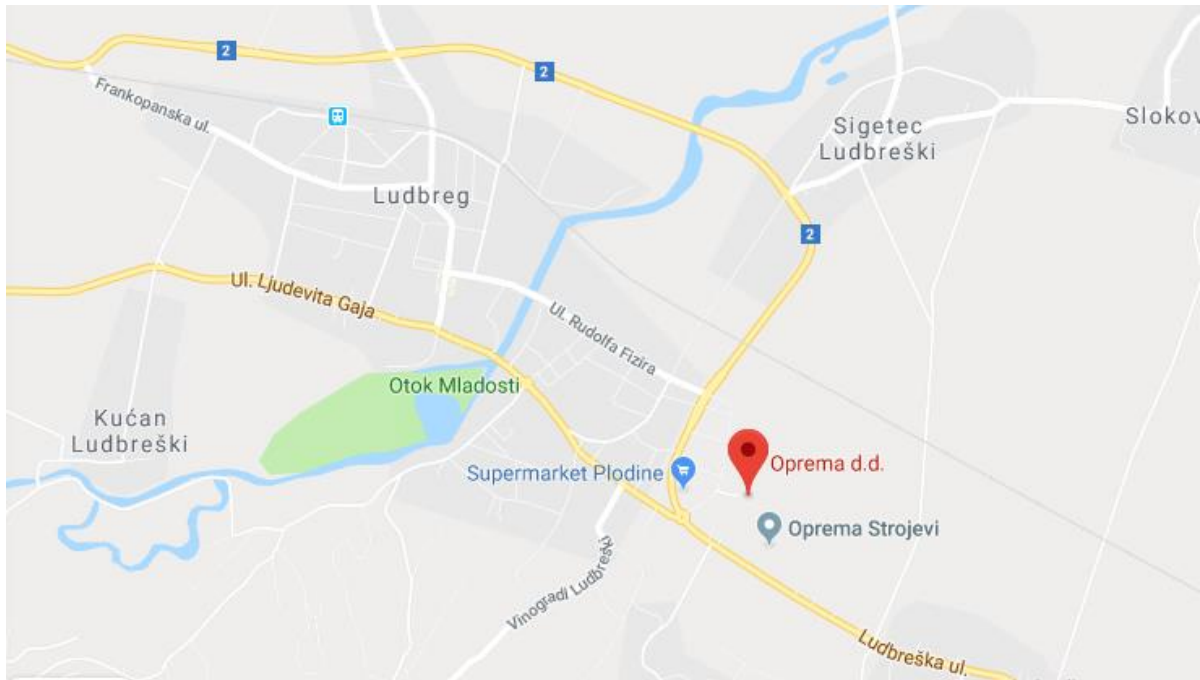 2
2
Frankopanska ul.
Sigetec
Ludbreški
Slokov
Ludbreg
2
Ul. Ljudevita Gaja
Ul. Rudolfa Fizira
Otok Mladosti
Kućan
Ludbreški
Supermarket Plodine
Oprema d.d.
Oprema Strojevi
Vinogradi Ludbreški
Ludbreška ul.